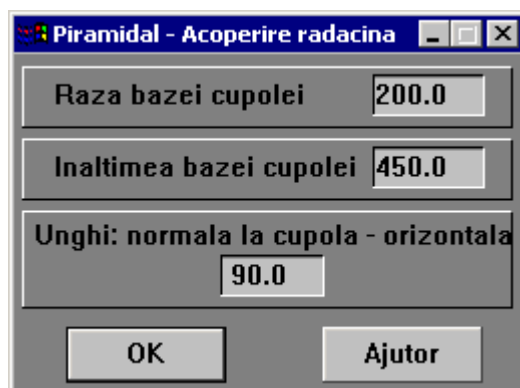 Piramidal - Acoperire radacina
Raza bazei cupolei 200.0
Inaltimea bazei cupolei 450.0
Unghi: normala la cupola - orizontala
90.0
OK Ajutor